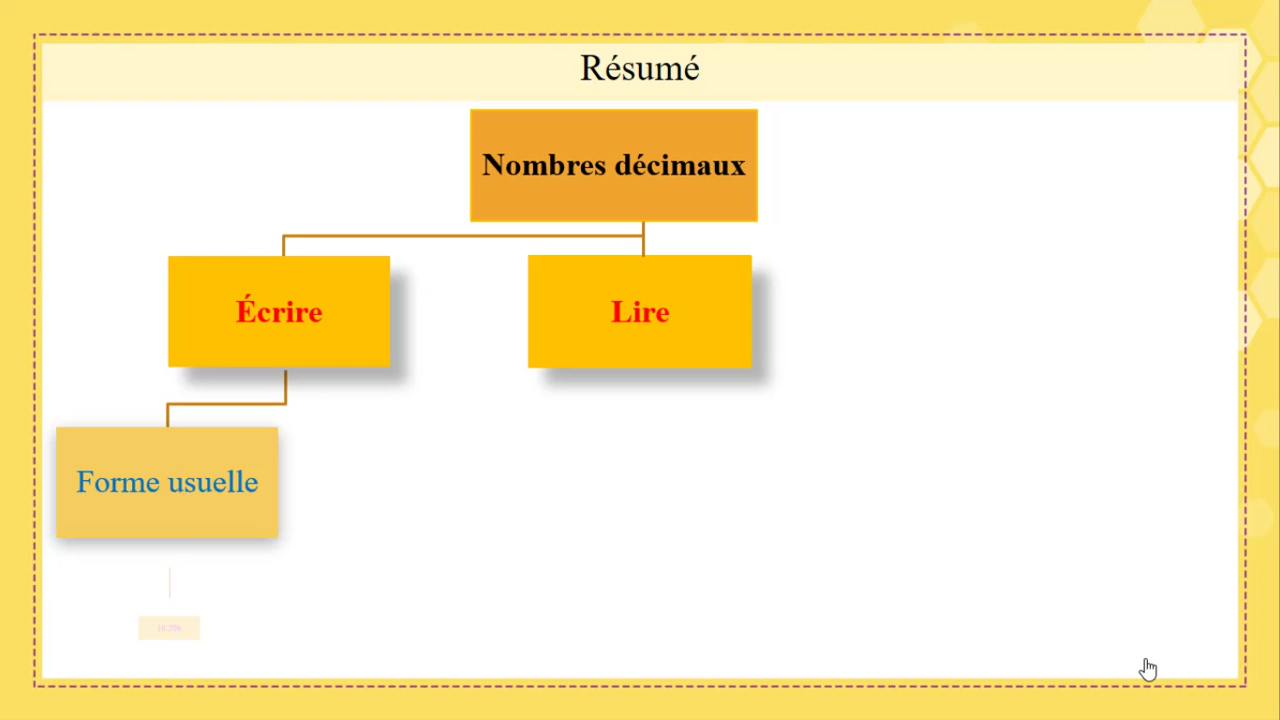 Résumé
Nombres décimaux
Écrire
Lire
Forme usuelle